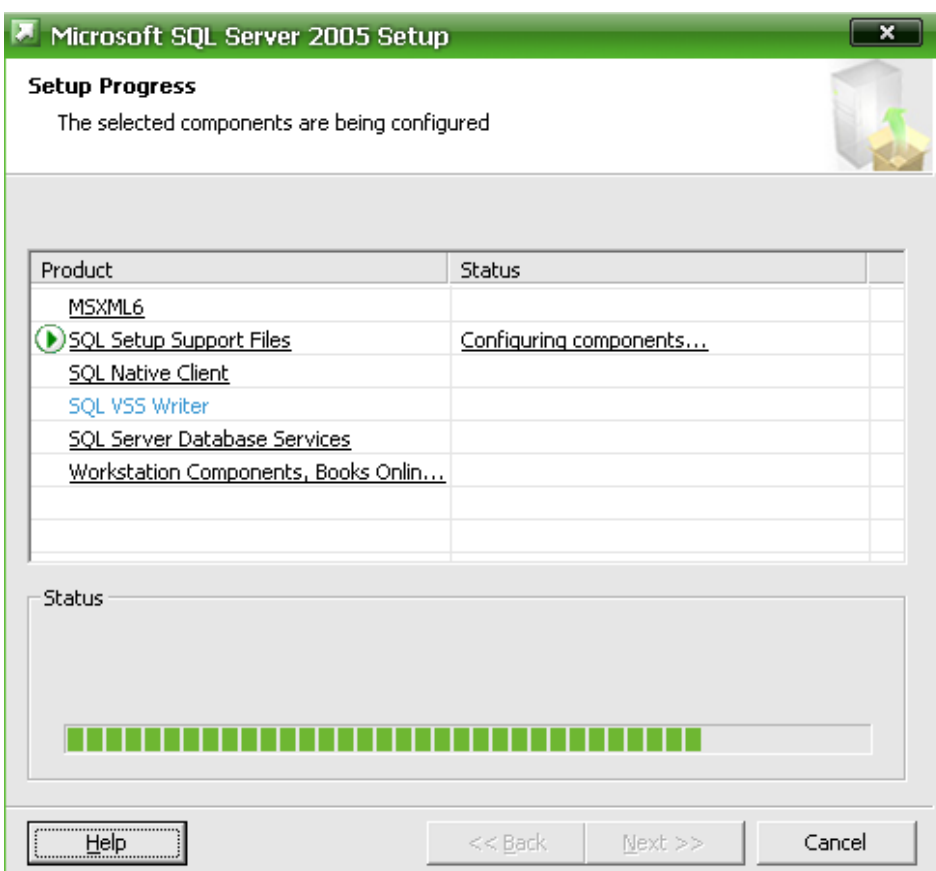 Microsoft SQL Server 2005 Setup
Setup Progress
The selected components are being configured
Product Status
MSXML6
SQL Setup Support Files Configuring components...
SQL Native Client
SQL VSS Writer
SQL Server Database Services
Workstation Components, Books Onlin...
Status
Help << Back Next >> Cancel